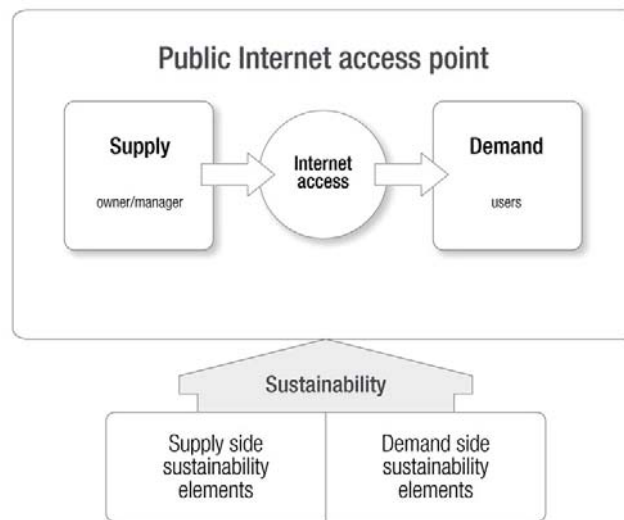 Public Internet access point
Supply
owner/manager
Internet
access
Demand
users
Sustainability
Supply side
sustainability
elements
Demand side
sustainability
elements